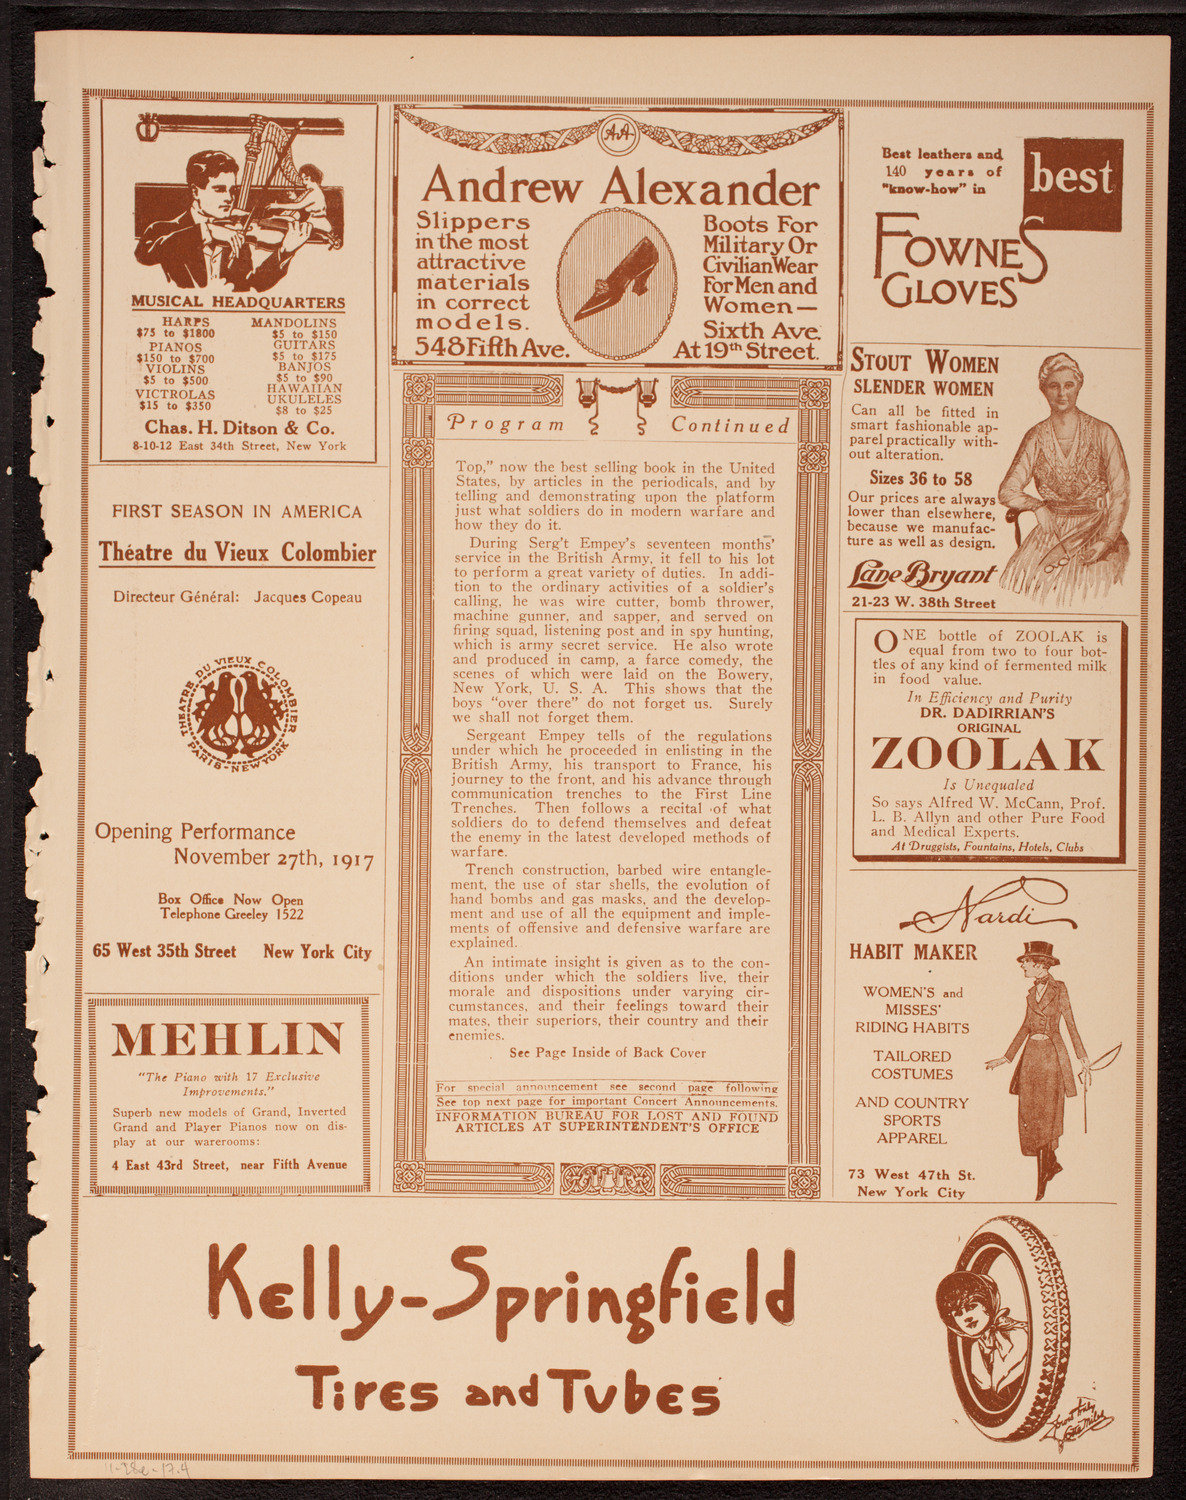 MUSICAL HEADQUARTERS
HARPS
$75 to $1800
PIANOS
$150 to $700
VIOLINS
$5 to $500
VICTROLAS
$15 to $350
MANDOLINS
$5 to $150
GUITARS
$5 to $175
BANJOS
$5 to $90
HAWAIIAN
UKULELES
$8 to $25
Chas. H. Ditson & Co.
8-10-12 East 34th Street, New York
FIRST SEASON IN AMERICA
Théatre du Vieux Colombier
Directeur Général: Jacques Copeau
THEATRE DU VIEUX COLOMBIER
PARIS-NEW YORK
Opening Performance
November 27th, 1917
Box Office Now Open
Telephone Greeley 1522
65 West 35th Street New York City
MEHLIN
"The Piano with 17 Exclusive
Improvements."
Superb new models of Grand, Inverted
Grand and Player Pianos now on dis-
play at our warerooms:
4 East 43rd Street, near Fifth Avenue
AA
Andrew Alexander
Slippers
in the most
attractive
materials
in correct
models.
548 Fifth Ave.
Boots For
Military Or
Civilian Wear
For Men and
Women—
Sixth Ave.
At 19th Street.
Program Continued
Top," now the best selling book in the United
States, by articles in the periodicals, and by
telling and demonstrating upon the platform
just what soldiers do in modern warfare and
how they do it.
During Serg't Empey's seventeen months'
service in the British Army, it fell to his lot
to perform a great variety of duties. In addi-
tion to the ordinary activities of a soldier's
calling, he was wire cutter, bomb thrower,
machine gunner, and sapper, and served on
firing squad, listening post and in spy hunting,
which is army secret service. He also wrote
and produced in camp, a farce comedy, the
scenes of which were laid on the Bowery,
New York, U. S. A. This shows that the
boys "over there" do not forget us. Surely
we shall not forget them.
Sergeant Empey tells of the regulations
under which he proceeded in enlisting in the
British Army, his transport to France, his
journey to the front, and his advance through
communication trenches to the First Line
Trenches. Then follows a recital of what
soldiers do to defend themselves and defeat
the enemy in the latest developed methods of
warfare.
Trench construction, barbed wire entangle-
ment, the use of star shells, the evolution of
hand bombs and gas masks, and the develop-
ment and use of all the equipment and imple-
ments of offensive and defensive warfare are
explained.
An intimate insight is given as to the con-
ditions under which the soldiers live, their
morale and dispositions under varying cir-
cumstances, and their feelings toward their
mates, their superiors, their country and their
enemies.
See Page Inside of Back Cover
For special announcement see second page following
See top next page for important Concert Announcements.
INFORMATION BUREAU FOR LOST AND FOUND
ARTICLES AT SUPERINTENDENT'S OFFICE
Best leathers and
140 years of
"know-how" in
best
FOWNES
GLOVES
STOUT WOMEN
SLENDER WOMEN
Can all be fitted in
smart fashionable ap-
parel practically with-
out alteration.
Sizes 36 to 58
Our prices are always
lower than elsewhere,
because we manufac-
ture as well as design.
Lane Bryant
21-23 W. 38th Street
ONE bottle of ZOOLAK is
equal from two to four bot-
tles of any kind of fermented milk
in food value.
In Efficiency and Purity
DR. DADIRRIAN'S
ORIGINAL
ZOOLAK
Is Unequaled
So says Alfred W. McCann, Prof.
L. B. Allyn and other Pure Food
and Medical Experts.
At Druggists, Fountains, Hotels, Clubs
Nardi
HABIT MAKER
WOMEN'S and
MISSES'
RIDING HABITS
TAILORED
COSTUMES
AND COUNTRY
SPORTS
APPAREL
73 West 47th St.
New York City
Kelly-Springfield
Tires and Tubes